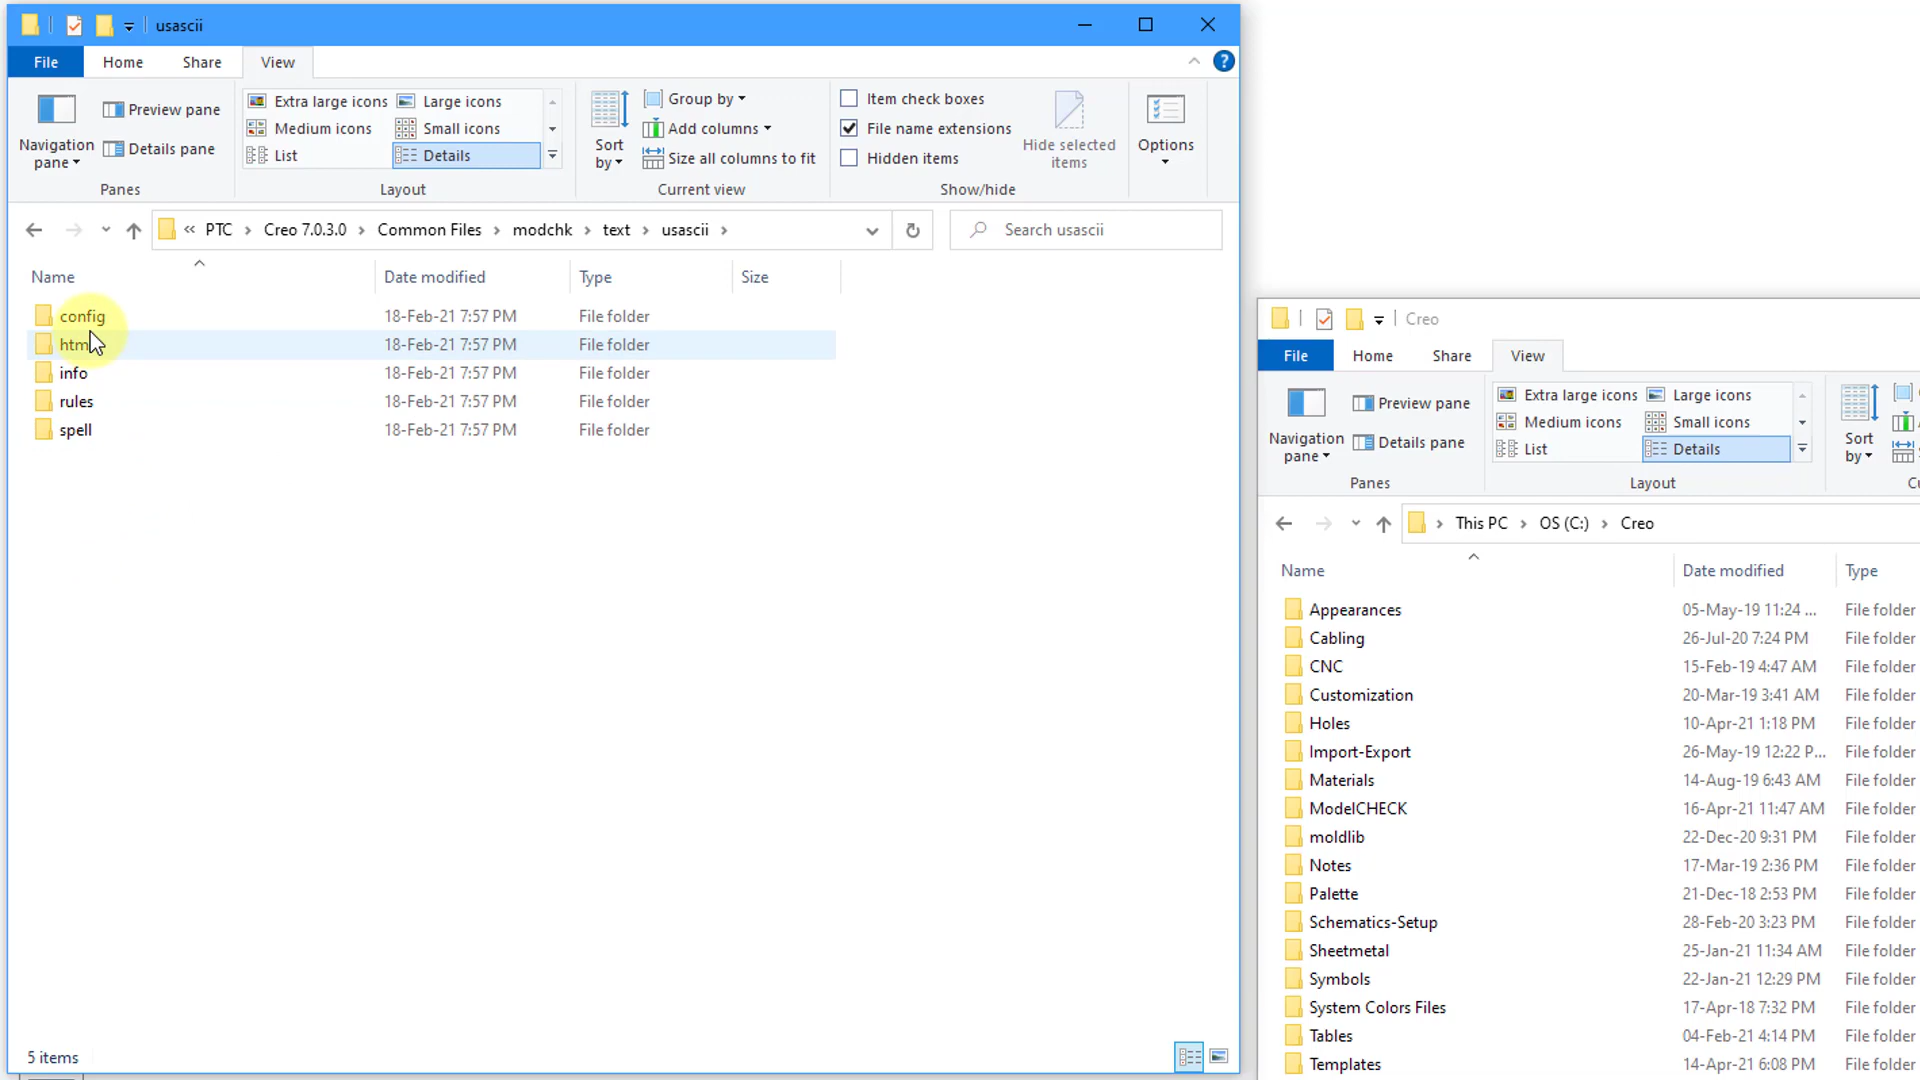 usascii
File Home Share View
Navigation pane
Preview pane
Details pane
Panes
Extra large icons Large icons
Medium icons Small icons
List Details
Layout
Sort by
Group by
Add columns
Size all columns to fit
Current view
Item check boxes
File name extensions
Hidden items
Hide selected items
Show/hide
Options
« PTC > Creo 7.0.3.0 > Common Files > modchk > text > usascii >
Search usascii
Name Date modified Type Size
config 18-Feb-21 7:57 PM File folder
18-Feb-21 7:57 PM File folder
info 18-Feb-21 7:57 PM File folder
rules 18-Feb-21 7:57 PM File folder
spell 18-Feb-21 7:57 PM File folder
5 items
Creo
File Home Share View
Navigation pane
Preview pane
Details pane
Panes
Extra large icons Large icons
Medium icons Small icons
List Details
Layout
Sort by
> This PC > OS (C:) > Creo
Name Date modified Type
Appearances 05-May-19 11:24 ... File folder
Cabling 26-Jul-20 7:24 PM File folder
CNC 15-Feb-19 4:47 AM File folder
Customization 20-Mar-19 3:41 AM File folder
Holes 10-Apr-21 1:18 PM File folder
Import-Export 26-May-19 12:22 P... File folder
Materials 14-Aug-19 6:43 AM File folder
ModelCHECK 16-Apr-21 11:47 AM File folder
moldlib 22-Dec-20 9:31 PM File folder
Notes 17-Mar-19 2:36 PM File folder
Palette 21-Dec-18 2:53 PM File folder
Schematics-Setup 28-Feb-20 3:23 PM File folder
Sheetmetal 25-Jan-21 11:34 AM File folder
Symbols 22-Jan-21 12:29 PM File folder
System Colors Files 17-Apr-18 7:32 PM File folder
Tables 04-Feb-21 4:14 PM File folder
Templates 14-Apr-21 6:08 PM File folder